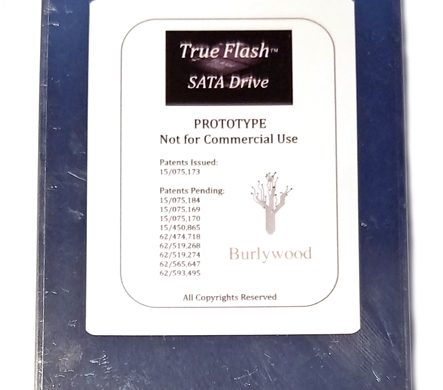 True Flash™
SATA Drive
PROTOTYPE
Not for Commercial Use
Patents Issued:
15/075,173
Patents Pending:
15/075,184
15/075,169
15/075,170
15/450,865
62/474,718
62/519,268
62/519,274
62/565,647
62/593,495
Burlywood
All Copyrights Reserved